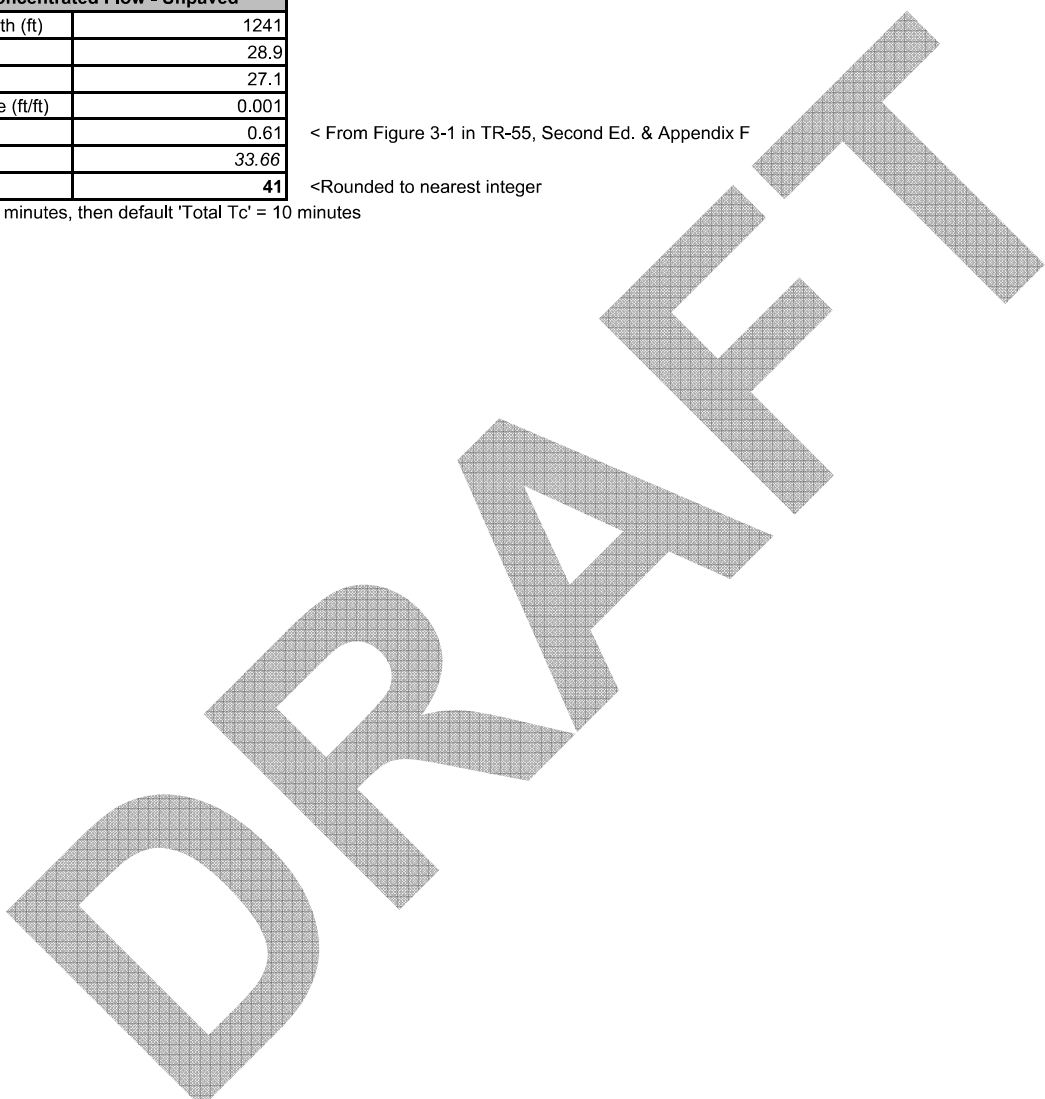 oncentrated Flow - Unpaved
th (ft) 1241
28.9
27.1
e (ft/ft) 0.001
0.61 < From Figure 3-1 in TR-55, Second Ed. & Appendix F
33.66
41 <Rounded to nearest integer
minutes, then default 'Total Tc' = 10 minutes
DRAFT